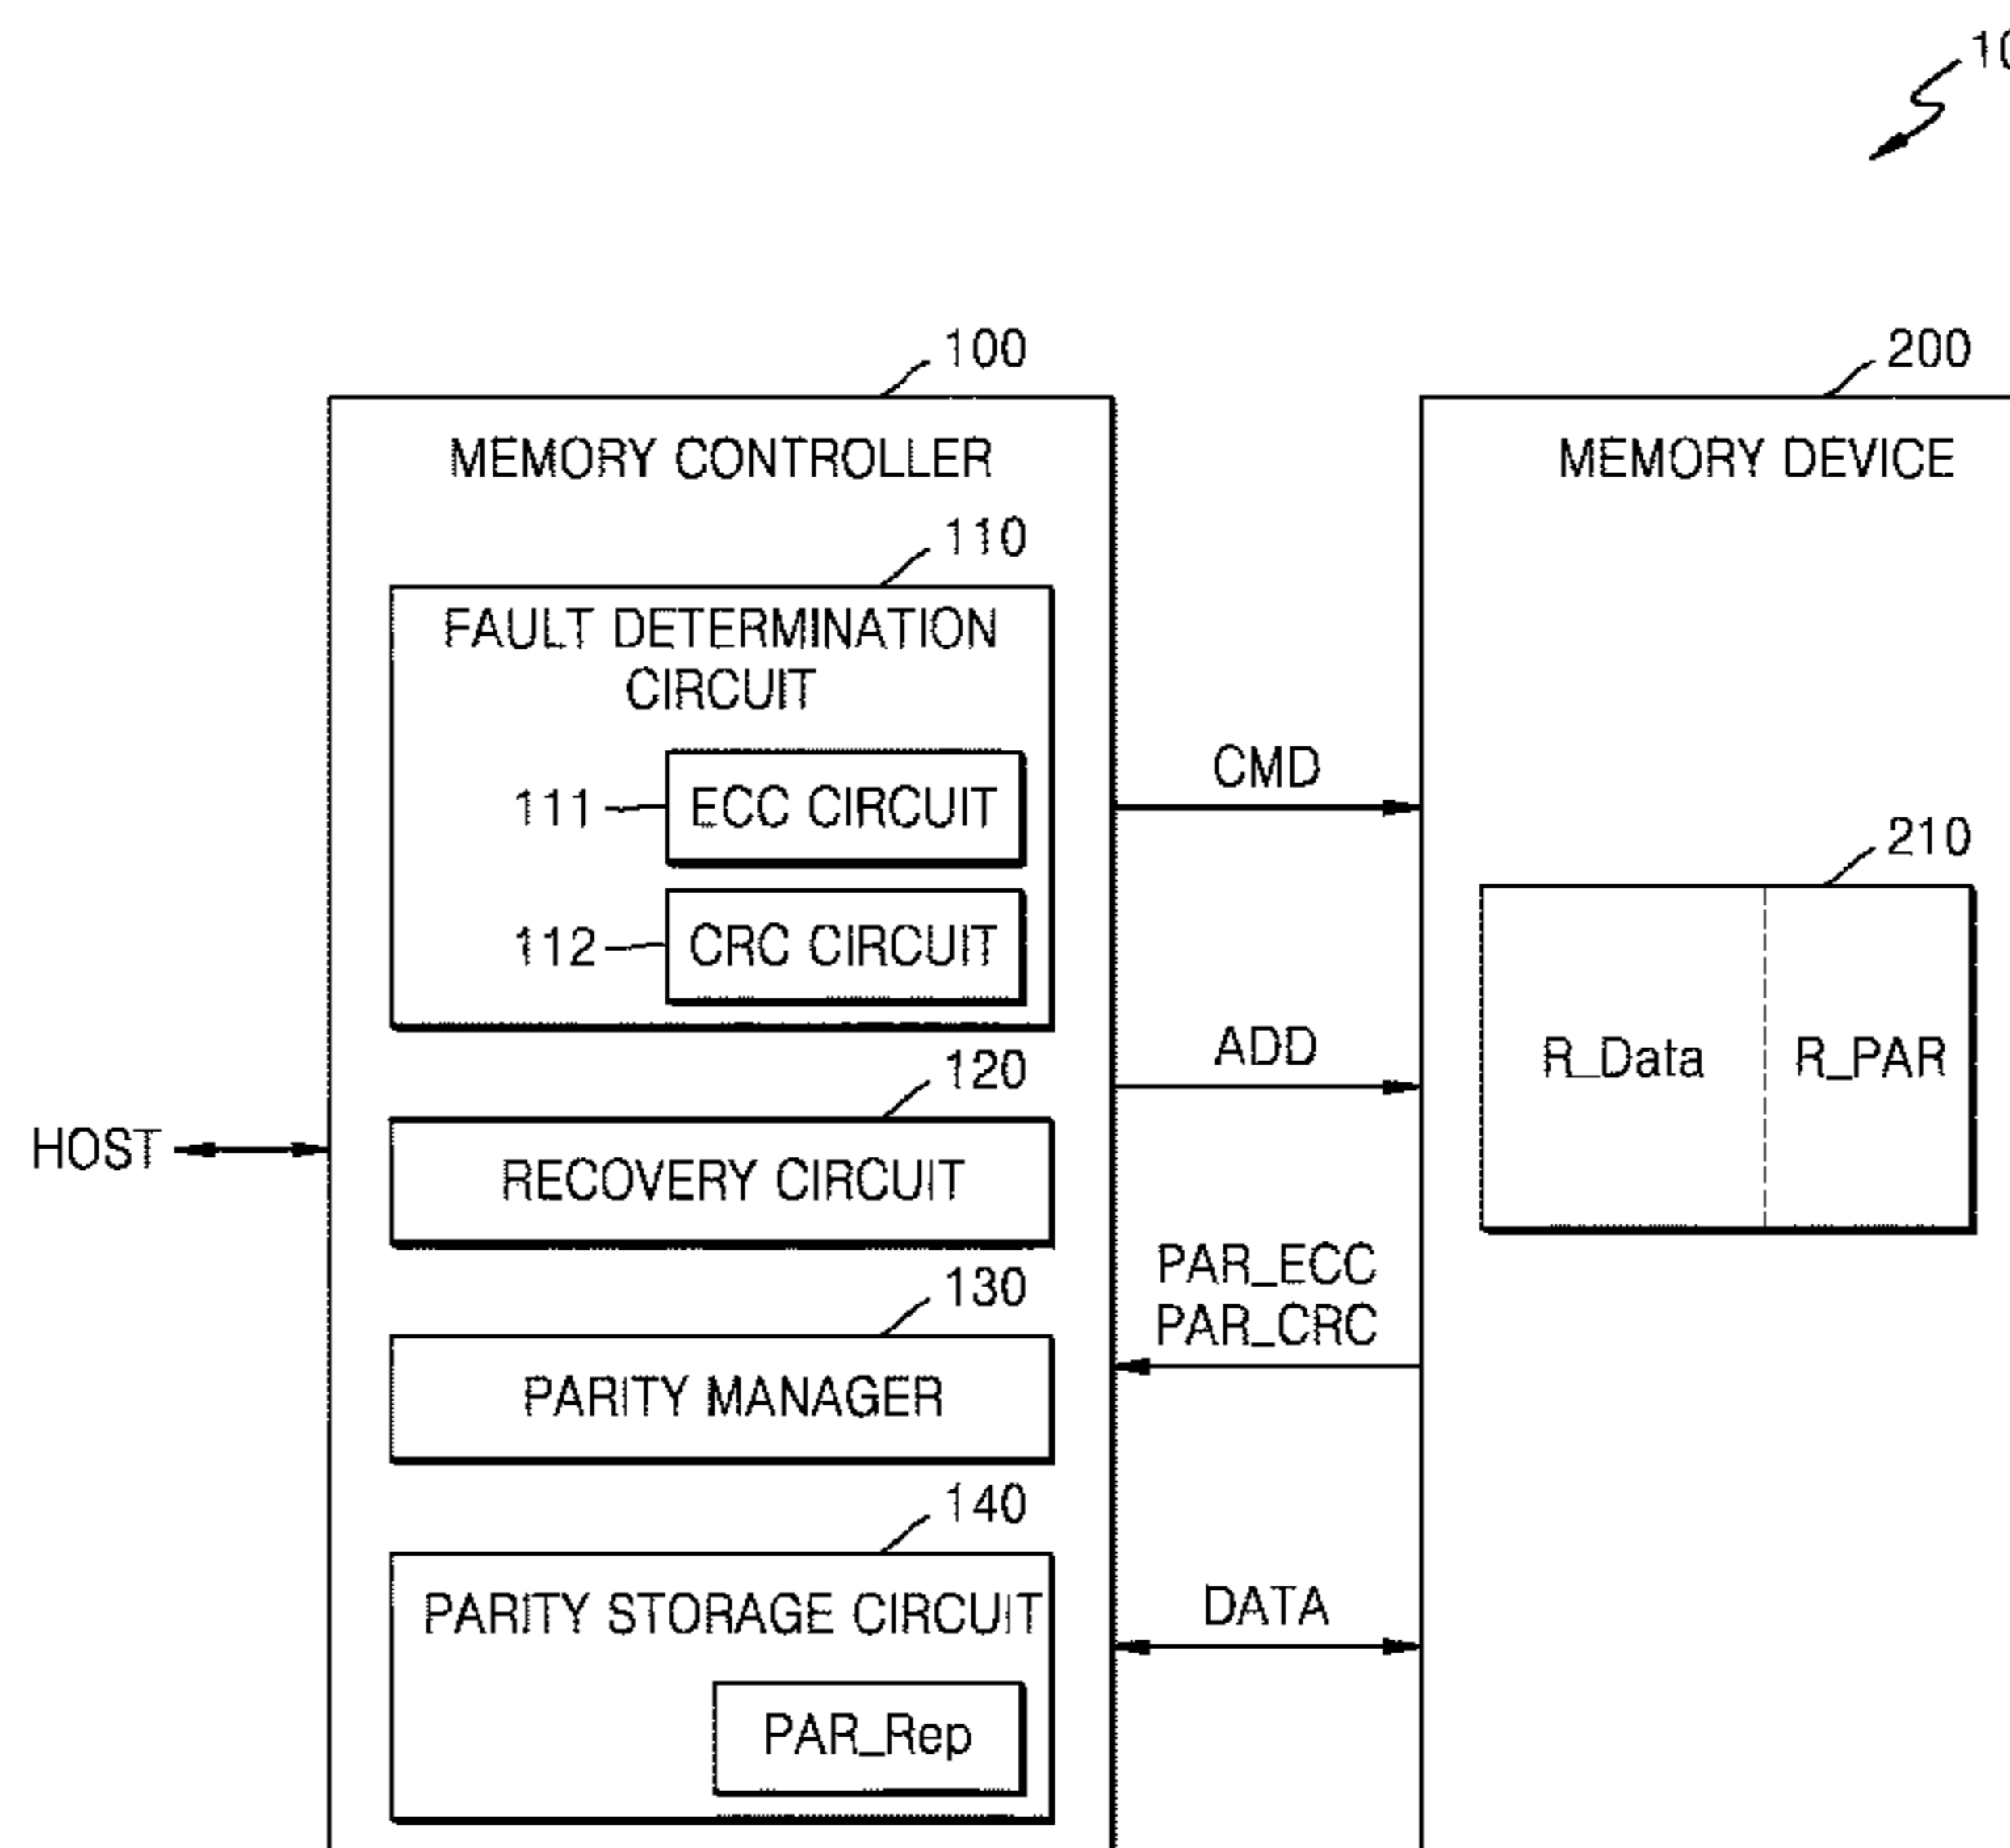 10
100
200
MEMORY CONTROLLER
MEMORY DEVICE
110
FAULT DETERMINATION
CIRCUIT
111
ECC CIRCUIT
112
CRC CIRCUIT
CMD
210
R_Data
R_PAR
ADD
120
HOST
RECOVERY CIRCUIT
PAR_ECC
PAR_CRC
130
PARITY MANAGER
140
PARITY STORAGE CIRCUIT
PAR_Rep
DATA